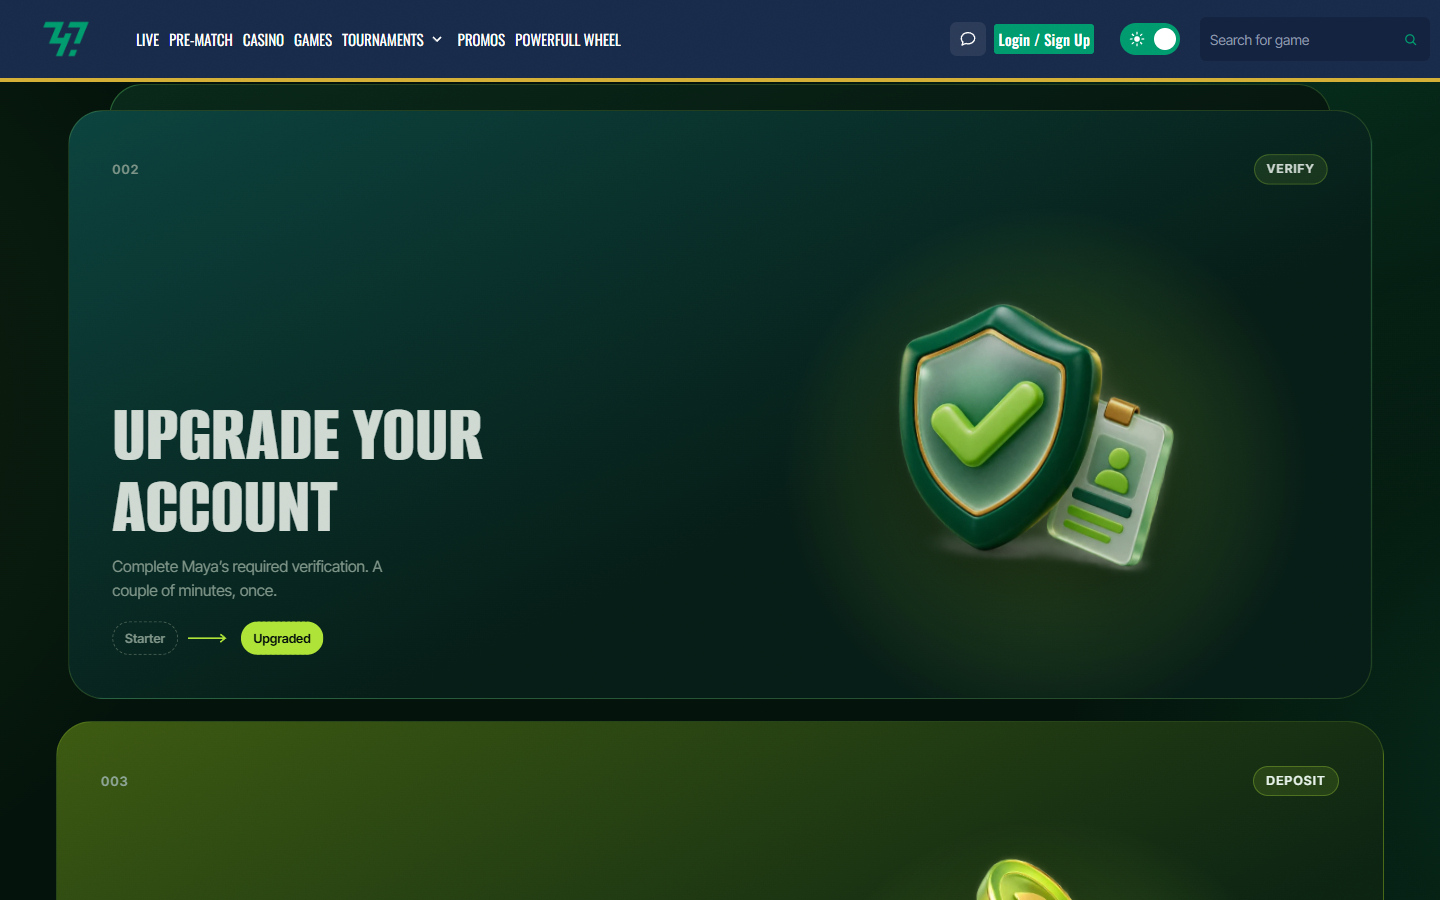 LIVE PRE-MATCH CASINO GAMES TOURNAMENTS PROMOS POWERFULL WHEEL Login / Sign Up Search for game
002 VERIFY
UPGRADE YOUR
ACCOUNT
Complete Maya’s required verification. A
couple of minutes, once.
Starter Upgraded
003 DEPOSIT